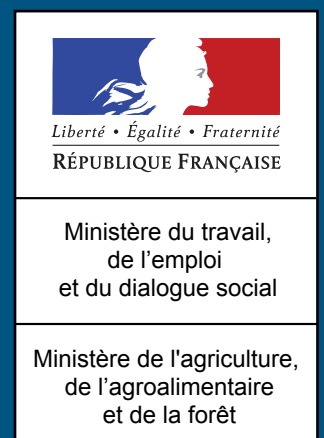 Liberté • Égalité • Fraternité
RÉPUBLIQUE FRANÇAISE
Ministère du travail,
de l’emploi
et du dialogue social
Ministère de l'agriculture,
de l’agroalimentaire
et de la forêt